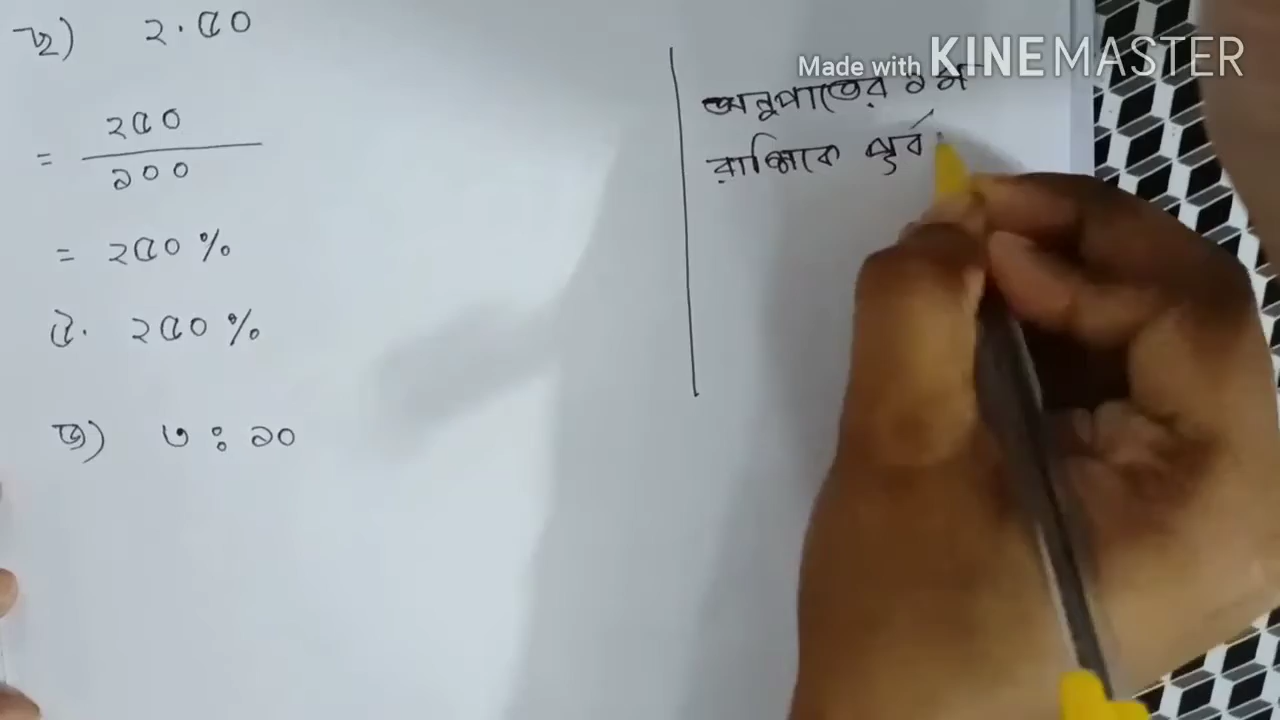 ছ) ২.৫০
= ২৫০
১০০
= ২৫০ %
উ. ২৫০ %
জ) ৩ : ১০
Made with KINEMASTER
অনুপাতের ১ম
রাশিকে পূর্ব